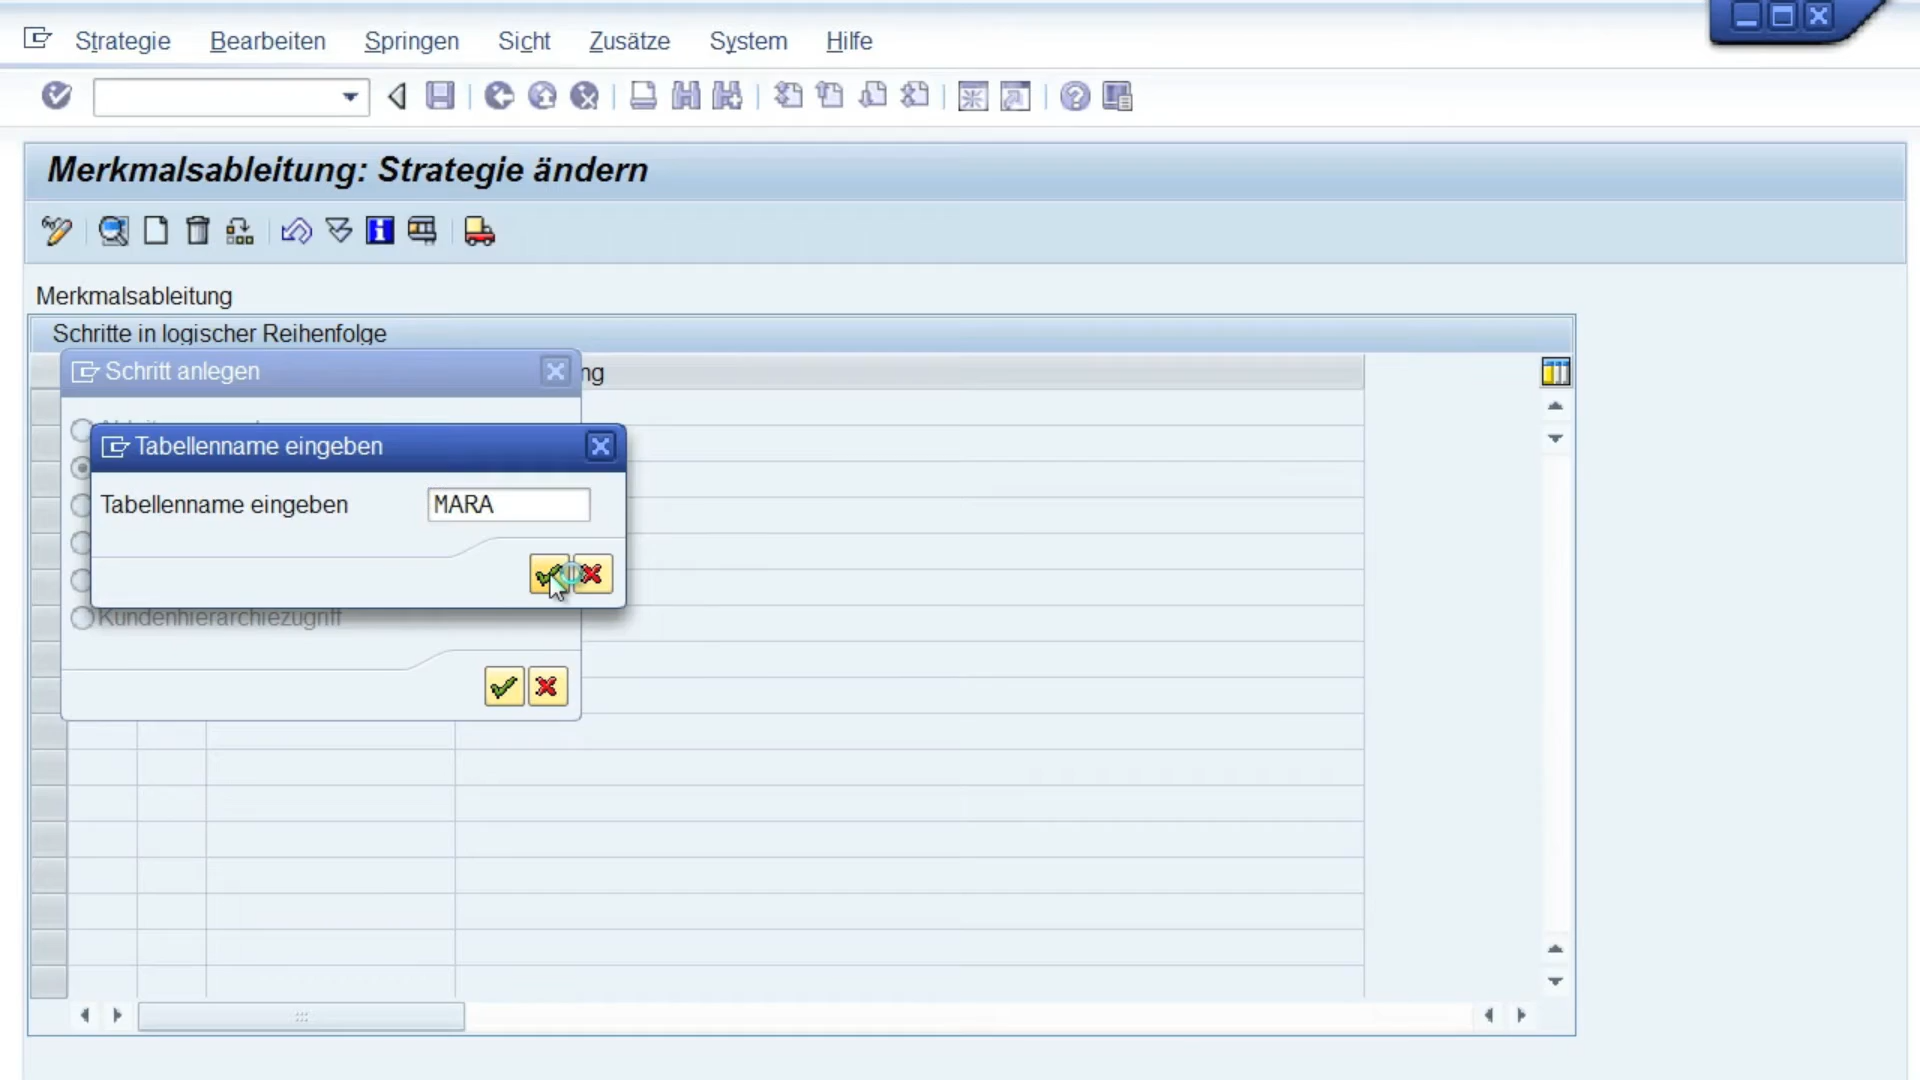 Strategie Bearbeiten Springen Sicht Zusätze System Hilfe
Merkmalsableitung: Strategie ändern
Merkmalsableitung
Schritte in logischer Reihenfolge
Schritt anlegen
ng
Tabellenname eingeben
Tabellenname eingeben MARA
Kundenhierarchiezugriff